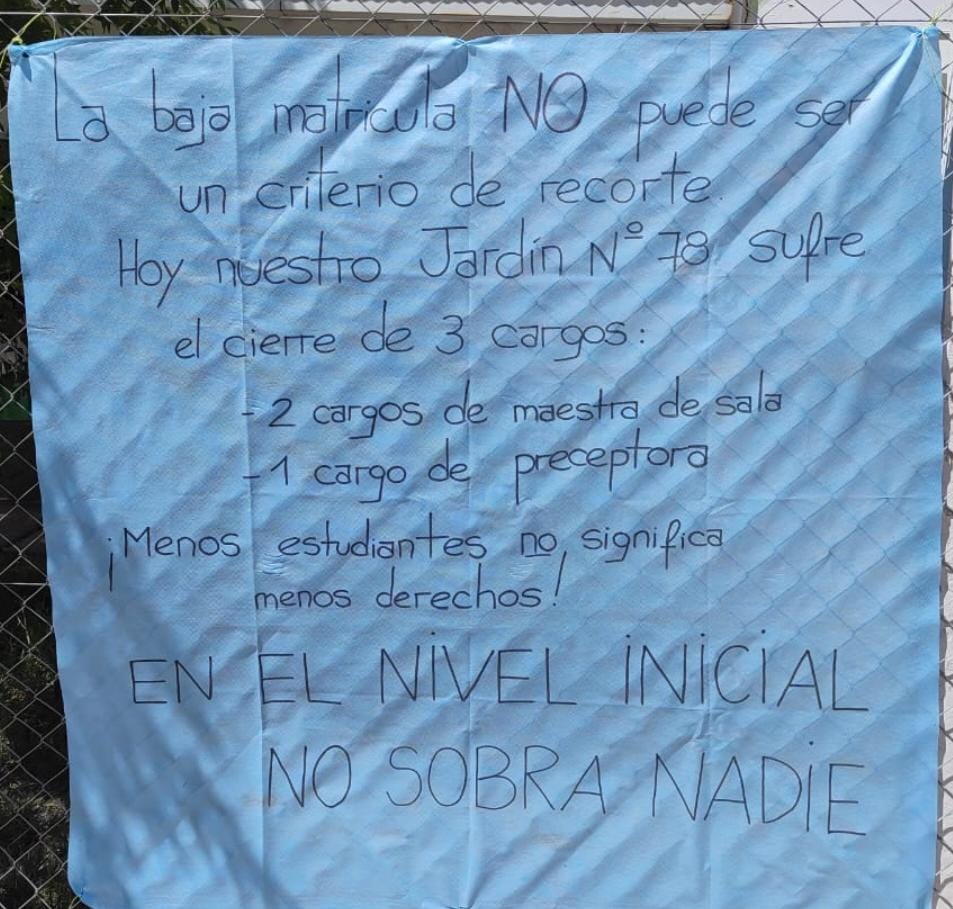 La baja matricula NO puede ser
un criterio de recorte.
Hoy nuestro Jardín Nº 78 sufre
el cierre de 3 cargos:
- 2 cargos de maestra de sala
- 1 cargo de preceptora
¡Menos estudiantes no significa
menos derechos!
EN EL NIVEL INICIAL
NO SOBRA NADIE